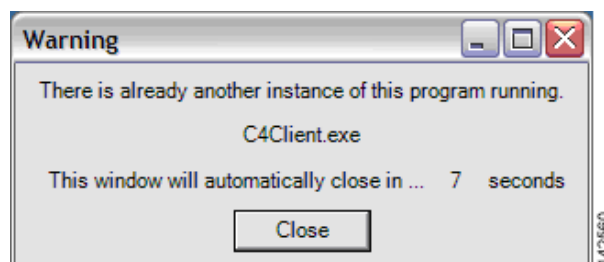 Warning
There is already another instance of this program running.
C4Client.exe
This window will automatically close in ... 7 seconds
Close